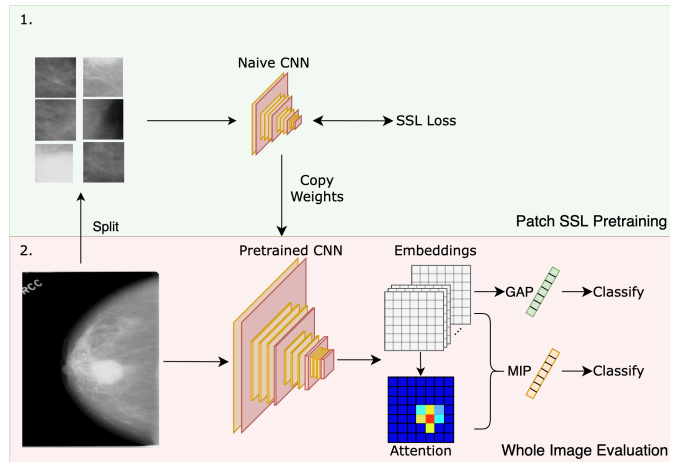 1.
Naive CNN
SSL Loss
Copy
Weights
Split
Patch SSL Pretraining
2.
Pretrained CNN
Embeddings
RCC
GAP
Classify
MIP
Classify
Attention
Whole Image Evaluation